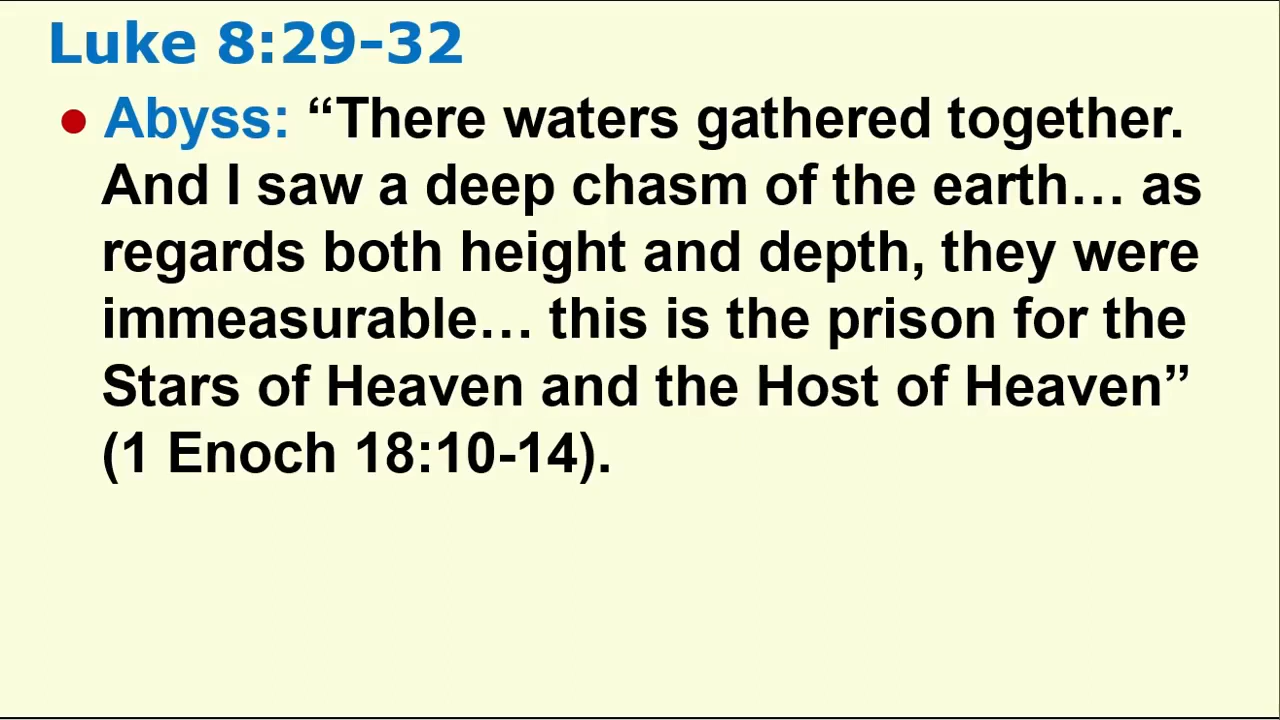 Luke 8:29-32
● Abyss: “There waters gathered together.
And I saw a deep chasm of the earth… as
regards both height and depth, they were
immeasurable… this is the prison for the
Stars of Heaven and the Host of Heaven”
(1 Enoch 18:10-14).